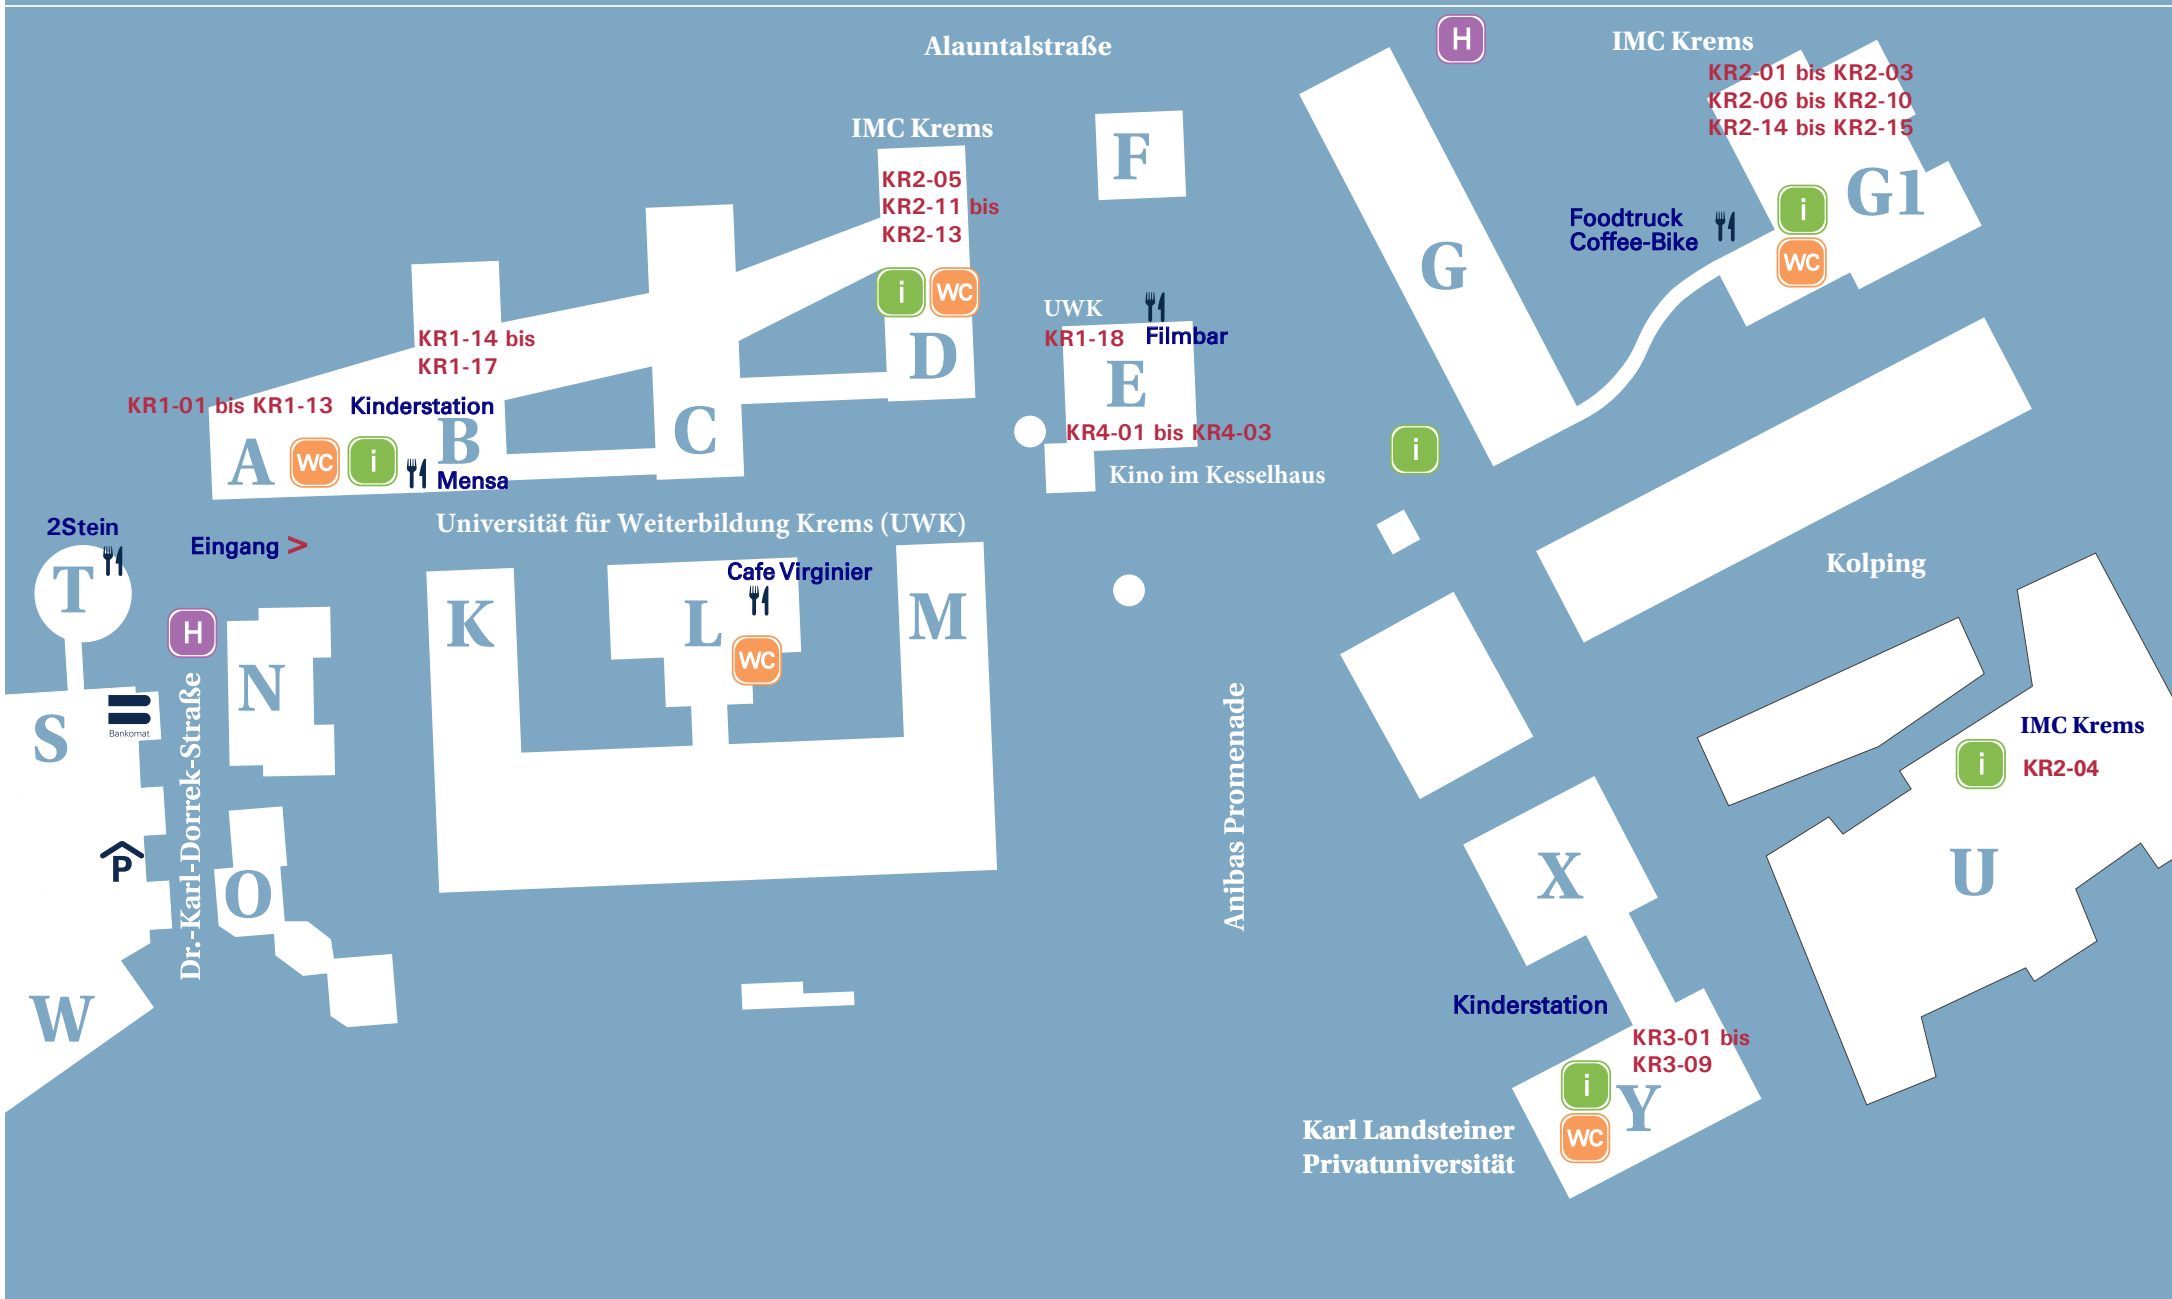 Alauntalstraße
H
IMC Krems
KR2-01 bis KR2-03
KR2-06 bis KR2-10
KR2-14 bis KR2-15
G1
i
WC
Foodtruck
Coffee-Bike
G
F
IMC Krems
KR2-05
KR2-11 bis
KR2-13
i
WC
D
UWK
KR1-18
Filmbar
E
KR4-01 bis KR4-03
Kino im Kesselhaus
i
KR1-14 bis
KR1-17
KR1-01 bis KR1-13
Kinderstation
A
WC
i
B
Mensa
C
2Stein
T
Eingang >
Universität für Weiterbildung Krems (UWK)
H
N
K
Cafe Virginier
L
WC
M
Kolping
S
Bankomat
P
Dr.-Karl-Dorrek-Straße
O
W
Anibas Promenade
IMC Krems
i
KR2-04
U
X
Kinderstation
KR3-01 bis
KR3-09
i
WC
Y
Karl Landsteiner
Privatuniversität